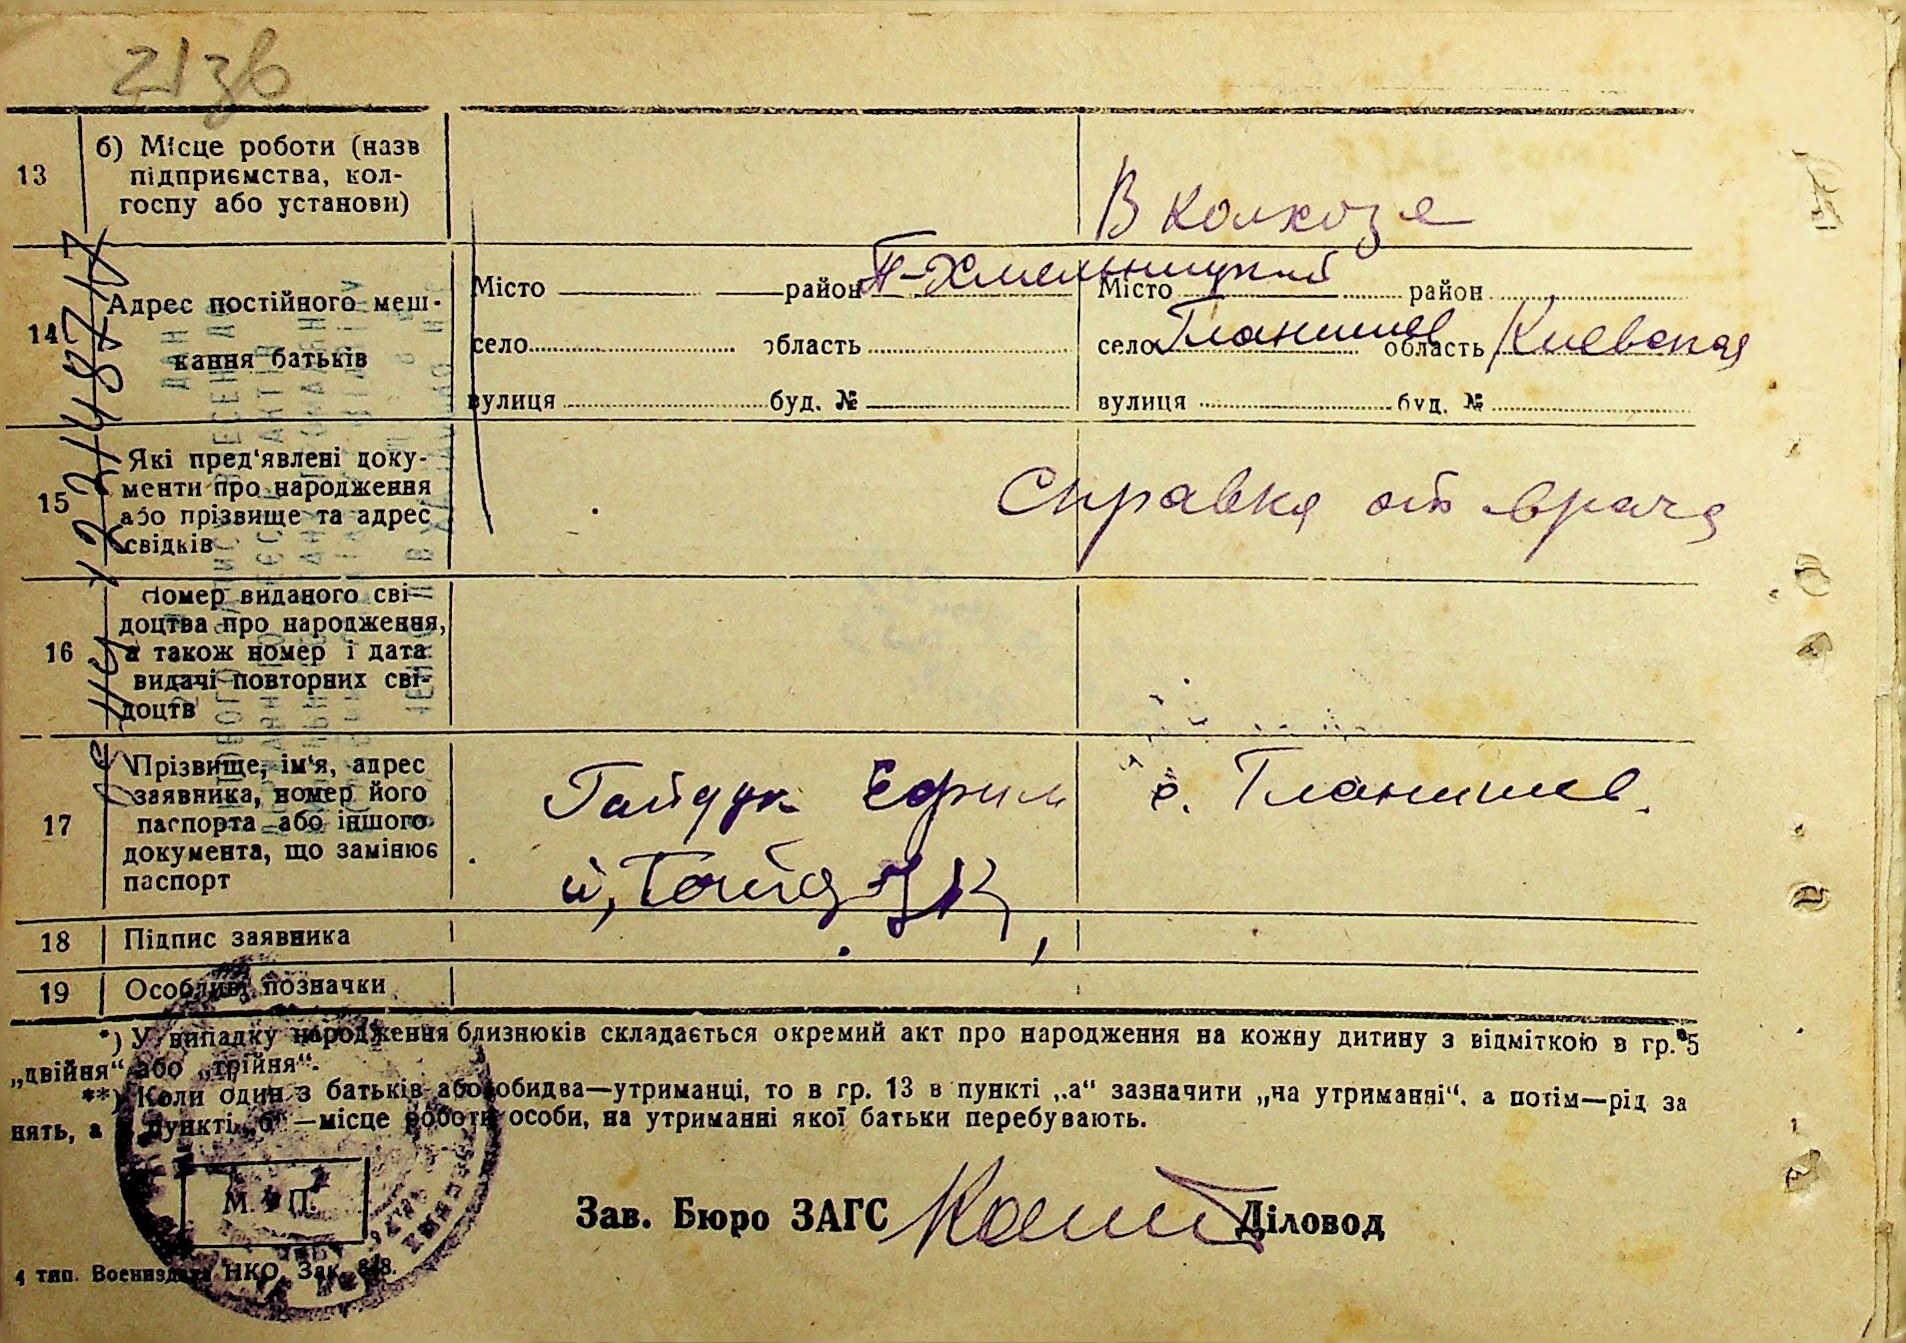 21зв
13
б) Місце роботи (назв
підприємства, кол-
госпу або установи)
В колхозе
14
Адрес постійного меш-
кання батьків
Місто район П-Хмельницкий
село область
вулиця буд. №
Місто район
село Гланишев область Киевская
вулиця буд. №
15
Які пред'явлені доку-
менти про народження
або прізвище та адрес
свідків
Справка от врача
16
Номер виданого сві-
доцтва про народження,
а також номер і дата
видачі повторних сві-
доцтв
17
Прізвище, ім'я, адрес
заявника, номер його
паспорта або іншого
документа, що замінює
паспорт
Гайдук Ефим с. Гланишев.
Гайдук
18 Підпис заявника
19 Особливі позначки
*) У випадку народження близнюків складається окремий акт про народження на кожну дитину з відміткою в гр. 5
„двійня“ або „трійня“.
**) Коли один з батьків або обидва—утриманці, то в гр. 13 в пункті „а“ зазначити „на утриманні“, а потім—рід за
нять, а в пункті „б“—місце роботи особи, на утриманні якої батьки перебувають.
М. П.
Зав. Бюро ЗАГС Діловод
4 тип. Воениздата НКО. Зак.